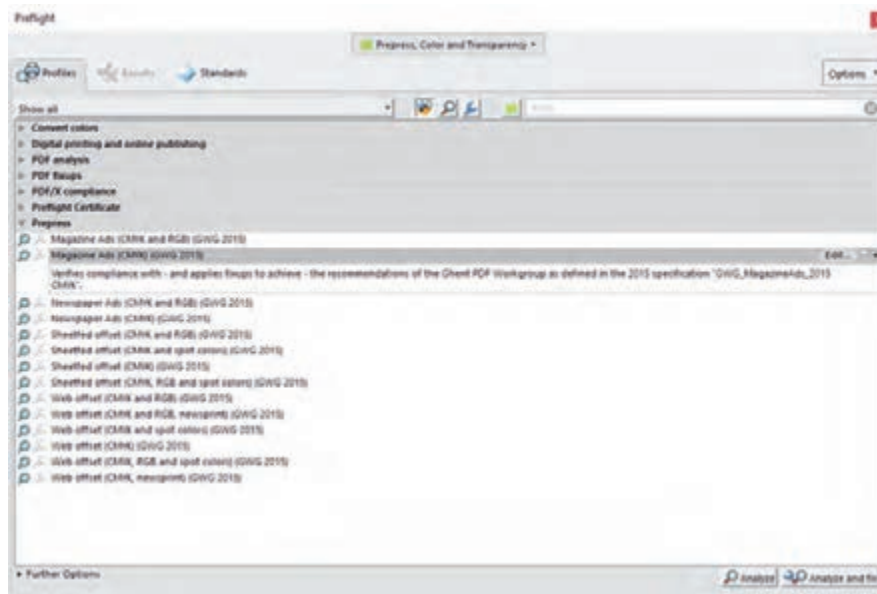 Preflight
Prepress, Color and Transparency
Profiles Results Standards
Options
Show all
Convert colors
Digital printing and online publishing
PDF analysis
PDF fixups
PDF/X compliance
Preflight Certificate
Prepress
Magazine Ads (CMYK and RGB) (GWG 2015)
Magazine Ads (CMYK) (GWG 2015) Edit...
Verifies compliance with - and applies fixups to achieve - the recommendations of the Ghent PDF Workgroup as defined in the 2015 specification "GWG_MagazineAds_2015
CMYK".
Newspaper Ads (CMYK and RGB) (GWG 2015)
Newspaper Ads (CMYK) (GWG 2015)
Sheetfed offset (CMYK and RGB) (GWG 2015)
Sheetfed offset (CMYK and spot colors) (GWG 2015)
Sheetfed offset (CMYK) (GWG 2015)
Sheetfed offset (CMYK, RGB and spot colors) (GWG 2015)
Web offset (CMYK and RGB) (GWG 2015)
Web offset (CMYK and RGB, newsprint) (GWG 2015)
Web offset (CMYK and spot colors) (GWG 2015)
Web offset (CMYK) (GWG 2015)
Web offset (CMYK, RGB and spot colors) (GWG 2015)
Web offset (CMYK, newsprint) (GWG 2015)
Further Options
Analyze Analyze and fix